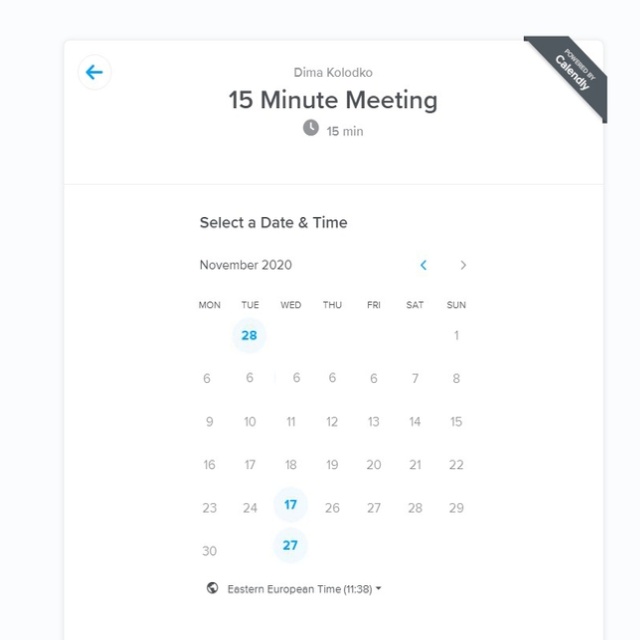 POWERED BY
Calendly
Dima Kolodko
15 Minute Meeting
15 min
Select a Date & Time
November 2020
MON TUE WED THU FRI SAT SUN
28 1
6 6 6 6 6 7 8
9 10 11 12 13 14 15
16 17 18 19 20 21 22
23 24 17 26 27 28 29
30 27
Eastern European Time (11:38)